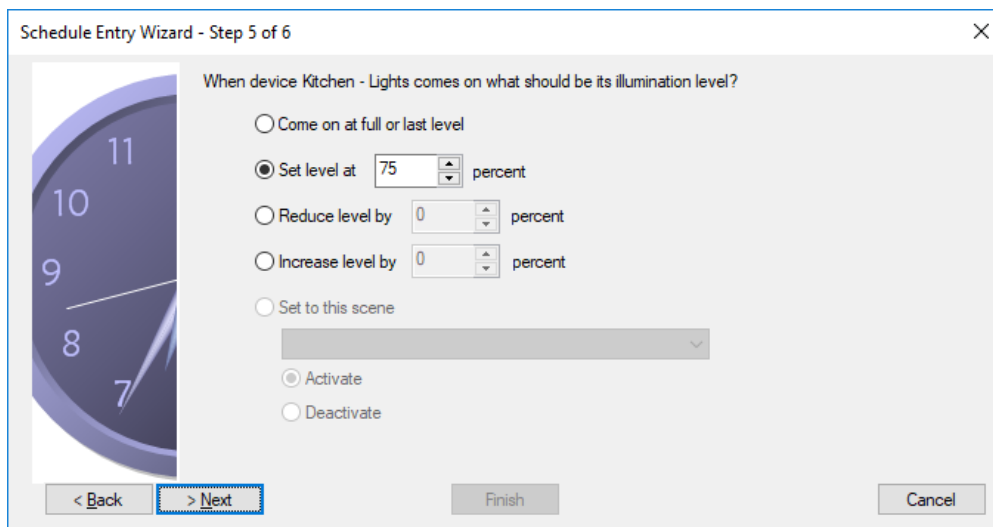 Schedule Entry Wizard - Step 5 of 6
When device Kitchen - Lights comes on what should be its illumination level?
Come on at full or last level
Set level at 75 percent
Reduce level by 0 percent
Increase level by 0 percent
Set to this scene
Activate
Deactivate
11
10
9
8
7
< Back > Next Finish Cancel